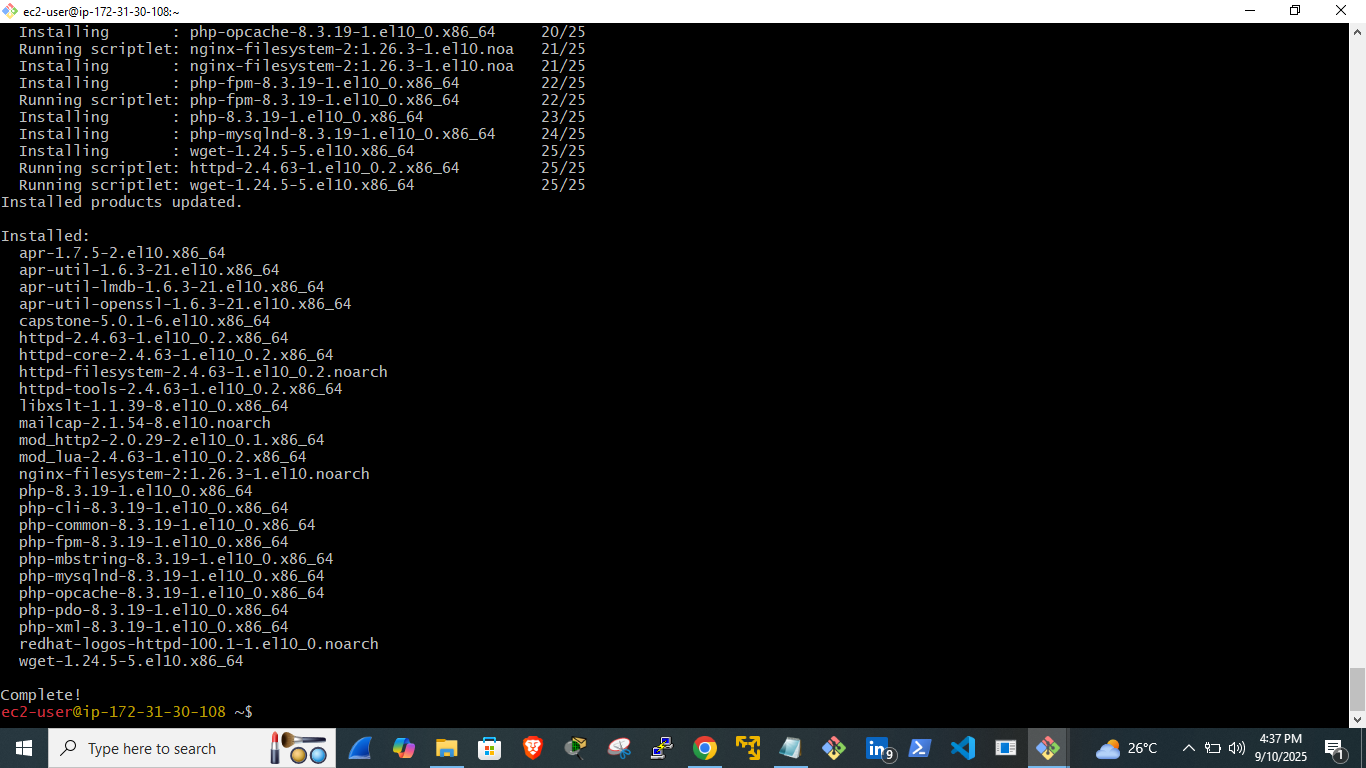 ec2-user@ip-172-31-30-108:~
  Installing       : php-opcache-8.3.19-1.el10_0.x86_64     20/25
  Running scriptlet: nginx-filesystem-2:1.26.3-1.el10.noa   21/25
  Installing       : nginx-filesystem-2:1.26.3-1.el10.noa   21/25
  Installing       : php-fpm-8.3.19-1.el10_0.x86_64         22/25
  Running scriptlet: php-fpm-8.3.19-1.el10_0.x86_64         22/25
  Installing       : php-8.3.19-1.el10_0.x86_64             23/25
  Installing       : php-mysqlnd-8.3.19-1.el10_0.x86_64     24/25
  Installing       : wget-1.24.5-5.el10.x86_64              25/25
  Running scriptlet: httpd-2.4.63-1.el10_0.2.x86_64         25/25
  Running scriptlet: wget-1.24.5-5.el10.x86_64              25/25
Installed products updated.

Installed:
  apr-1.7.5-2.el10.x86_64
  apr-util-1.6.3-21.el10.x86_64
  apr-util-lmdb-1.6.3-21.el10.x86_64
  apr-util-openssl-1.6.3-21.el10.x86_64
  capstone-5.0.1-6.el10.x86_64
  httpd-2.4.63-1.el10_0.2.x86_64
  httpd-core-2.4.63-1.el10_0.2.x86_64
  httpd-filesystem-2.4.63-1.el10_0.2.noarch
  httpd-tools-2.4.63-1.el10_0.2.x86_64
  libxslt-1.1.39-8.el10_0.x86_64
  mailcap-2.1.54-8.el10.noarch
  mod_http2-2.0.29-2.el10_0.1.x86_64
  mod_lua-2.4.63-1.el10_0.2.x86_64
  nginx-filesystem-2:1.26.3-1.el10.noarch
  php-8.3.19-1.el10_0.x86_64
  php-cli-8.3.19-1.el10_0.x86_64
  php-common-8.3.19-1.el10_0.x86_64
  php-fpm-8.3.19-1.el10_0.x86_64
  php-mbstring-8.3.19-1.el10_0.x86_64
  php-mysqlnd-8.3.19-1.el10_0.x86_64
  php-opcache-8.3.19-1.el10_0.x86_64
  php-pdo-8.3.19-1.el10_0.x86_64
  php-xml-8.3.19-1.el10_0.x86_64
  redhat-logos-httpd-100.1-1.el10_0.noarch
  wget-1.24.5-5.el10.x86_64

Complete!
ec2-user@ip-172-31-30-108 ~$
Type here to search
in
9
26°C
4:37 PM
9/10/2025
1